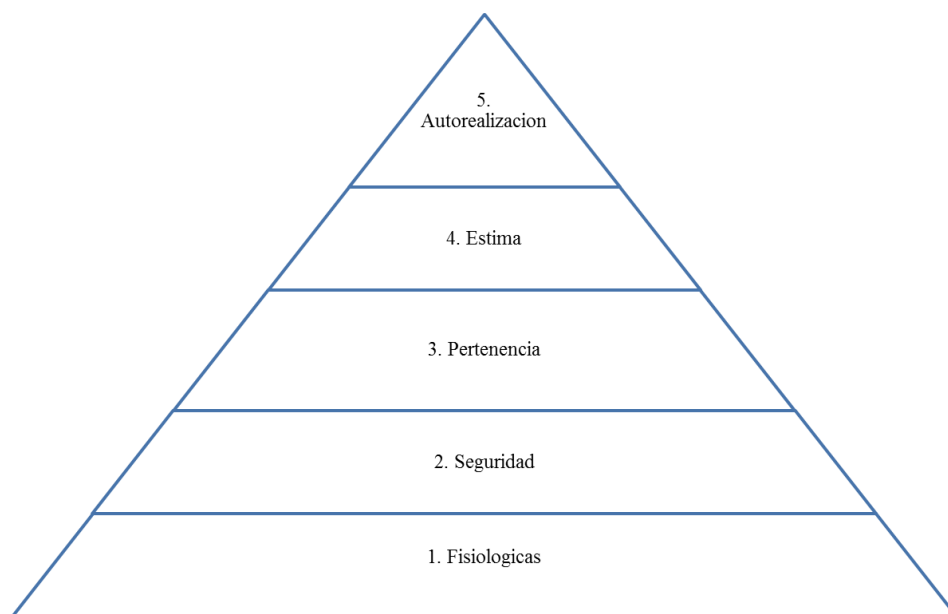 5.
Autorealizacion
4. Estima
3. Pertenencia
2. Seguridad
1. Fisiologicas